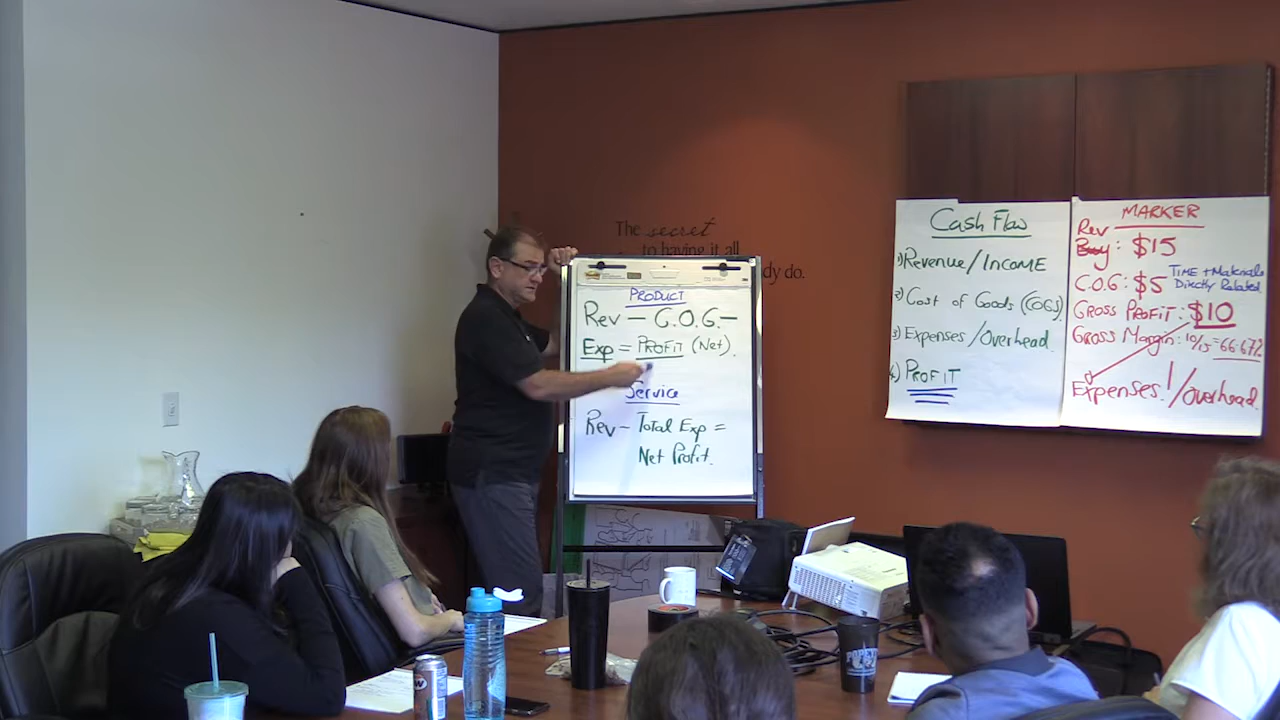 The secret
to having it all
dy do.
PRODUCT
Rev – C.O.G. –
Exp = PROFIT (Net).
Service
Rev – Total Exp =
Net Profit.
Cash Flow
1) Revenue/INCOME
2) Cost of Goods (COGS)
3) Expenses/Overhead.
4) PROFIT
MARKER
Rev
Buy: $15
C.O.G: $5 TIME + Materials
Directly Related
GROSS PROFIT: $10
GROSS Margin: 10/15 = 66.67%
Expenses/Overhead.